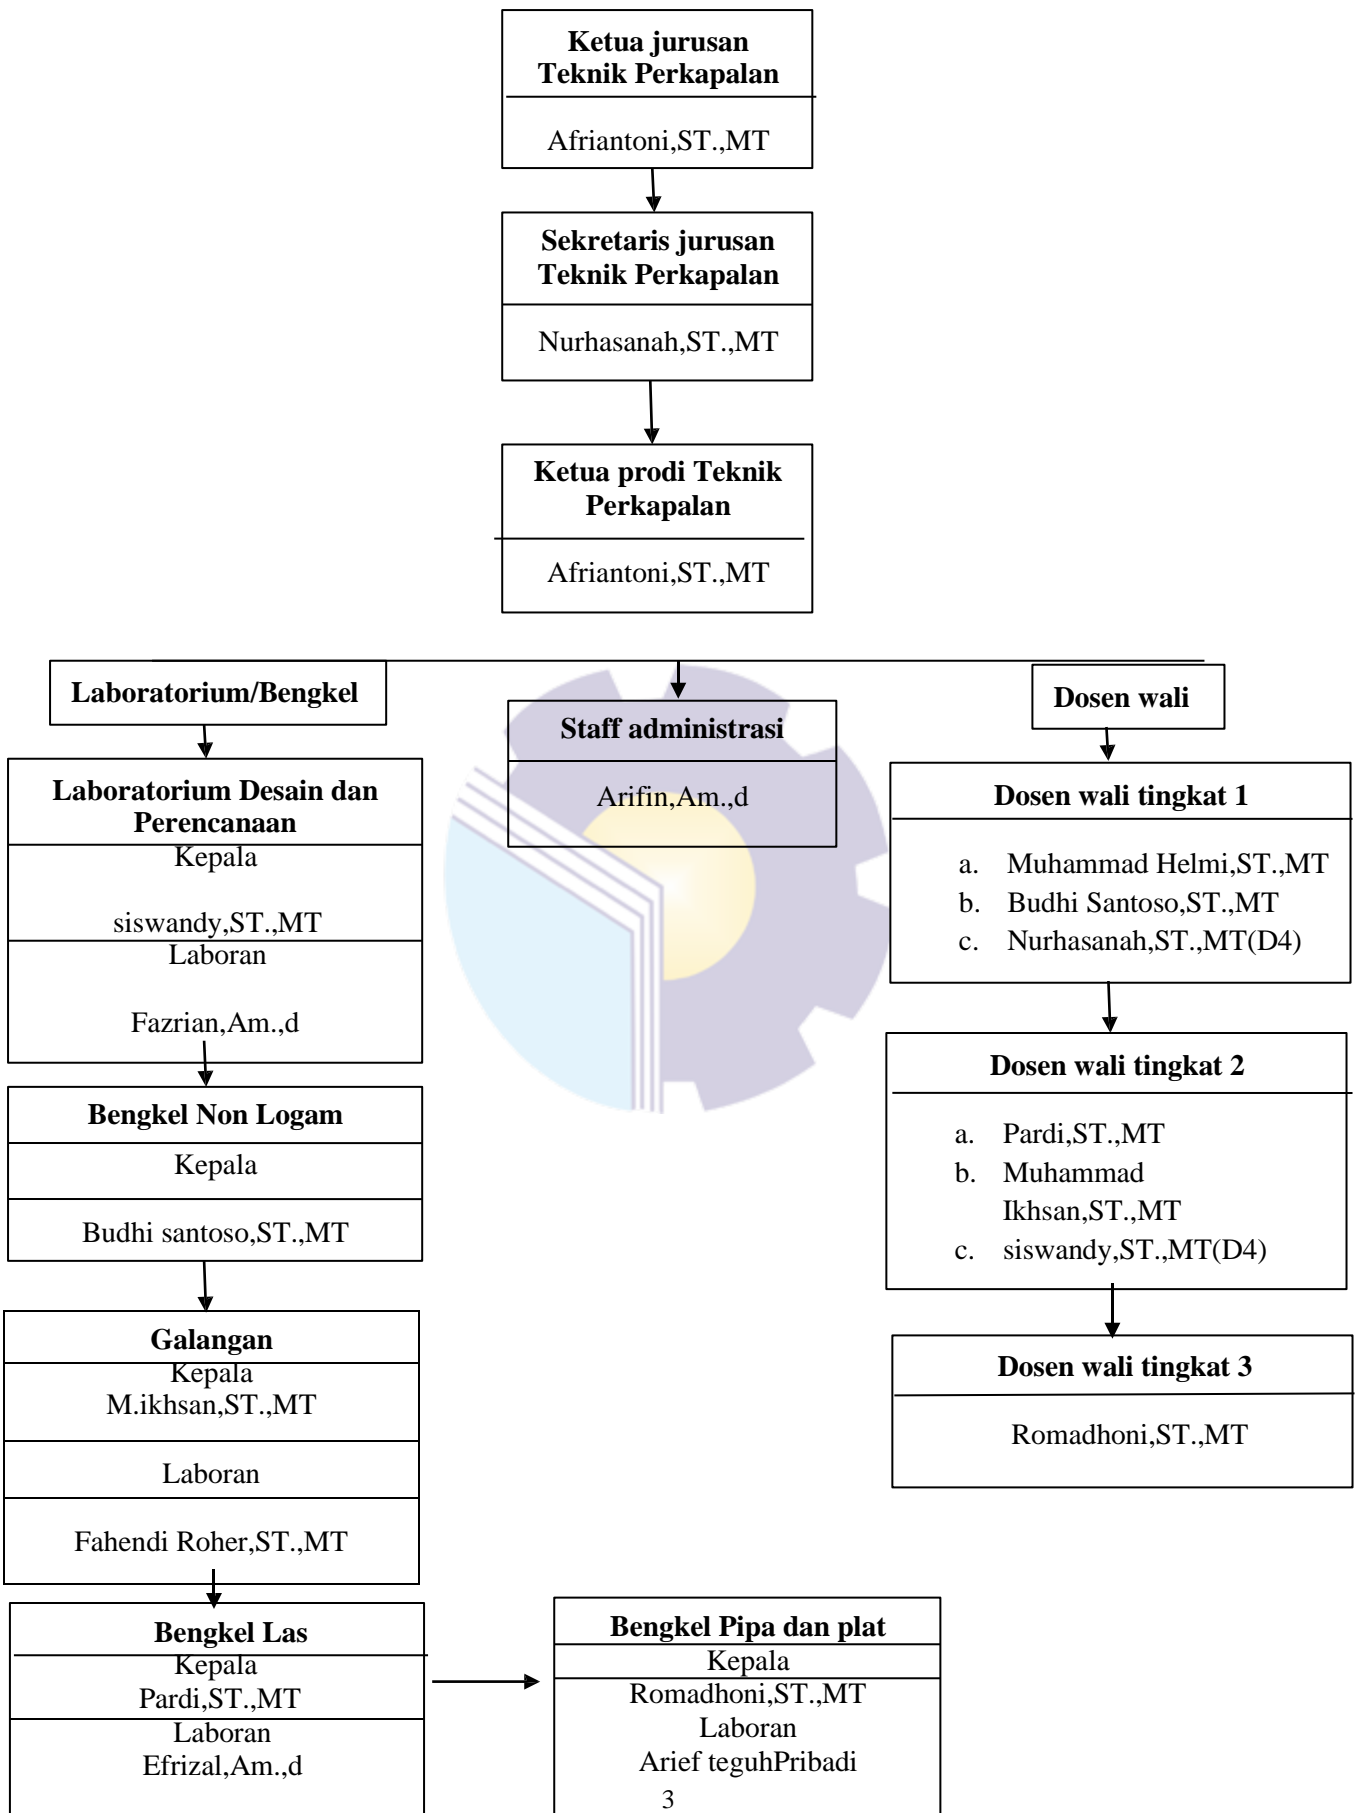 Ketua jurusan
Teknik Perkapalan
Afriantoni,ST.,MT
Sekretaris jurusan
Teknik Perkapalan
Nurhasanah,ST.,MT
Ketua prodi Teknik
Perkapalan
Afriantoni,ST.,MT
Laboratorium/Bengkel
Laboratorium Desain dan
Perencanaan
Kepala
siswandy,ST.,MT
Laboran
Fazrian,Am.,d
Bengkel Non Logam
Kepala
Budhi santoso,ST.,MT
Galangan
Kepala
M.ikhsan,ST.,MT
Laboran
Fahendi Roher,ST.,MT
Bengkel Las
Kepala
Pardi,ST.,MT
Laboran
Efrizal,Am.,d
Bengkel Pipa dan plat
Kepala
Romadhoni,ST.,MT
Laboran
Arief teguhPribadi
Staff administrasi
Arifin,Am.,d
Dosen wali
Dosen wali tingkat 1
a. Muhammad Helmi,ST.,MT
b. Budhi Santoso,ST.,MT
c. Nurhasanah,ST.,MT(D4)
Dosen wali tingkat 2
a. Pardi,ST.,MT
b. Muhammad
Ikhsan,ST.,MT
c. siswandy,ST.,MT(D4)
Dosen wali tingkat 3
Romadhoni,ST.,MT
3